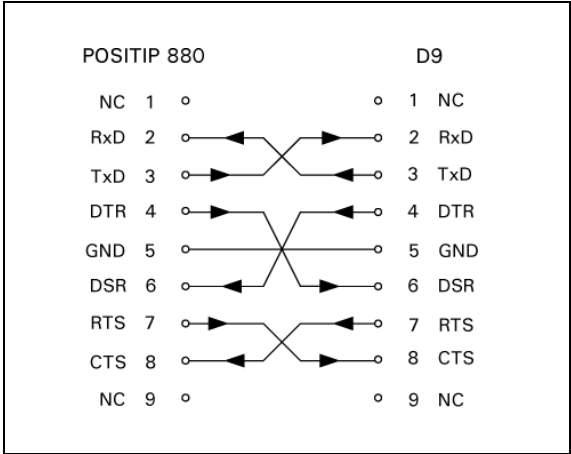 POSITIP 880 D9
NC 1 1 NC
RxD 2 2 RxD
TxD 3 3 TxD
DTR 4 4 DTR
GND 5 5 GND
DSR 6 6 DSR
RTS 7 7 RTS
CTS 8 8 CTS
NC 9 9 NC